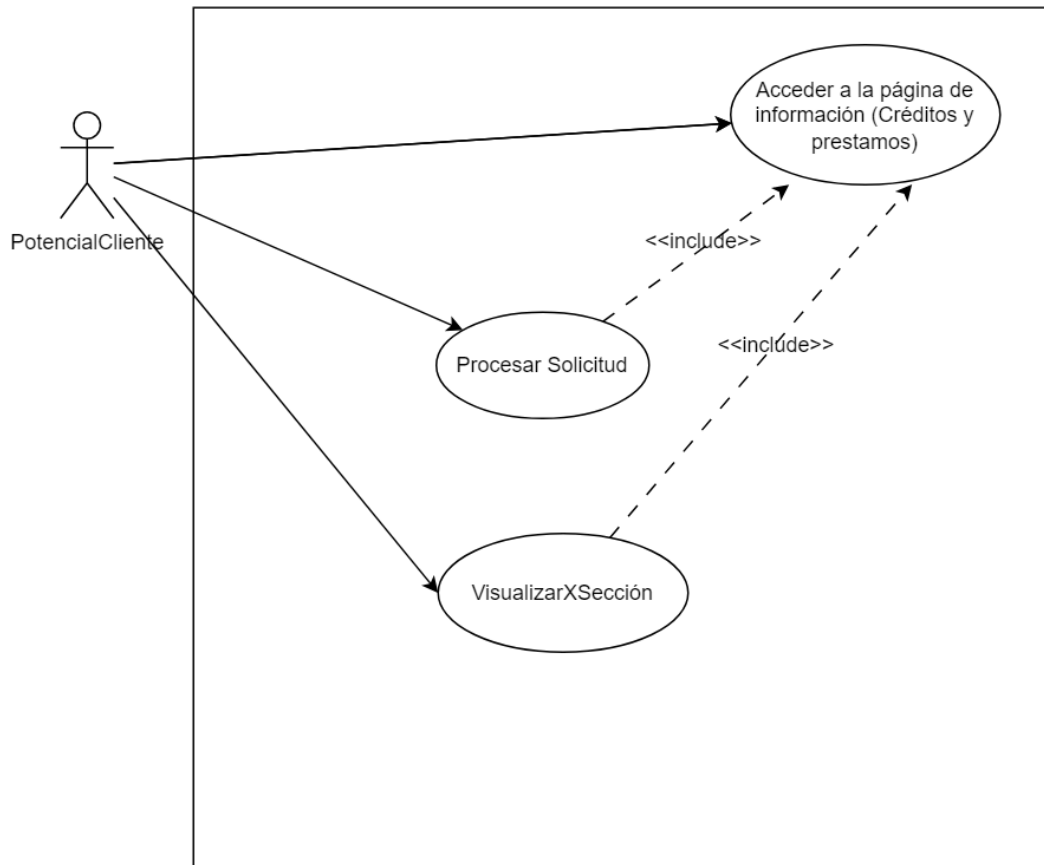 Acceder a la página de
información (Créditos y
prestamos)
PotencialCliente
<<include>>
<<include>>
Procesar Solicitud
VisualizarXSección